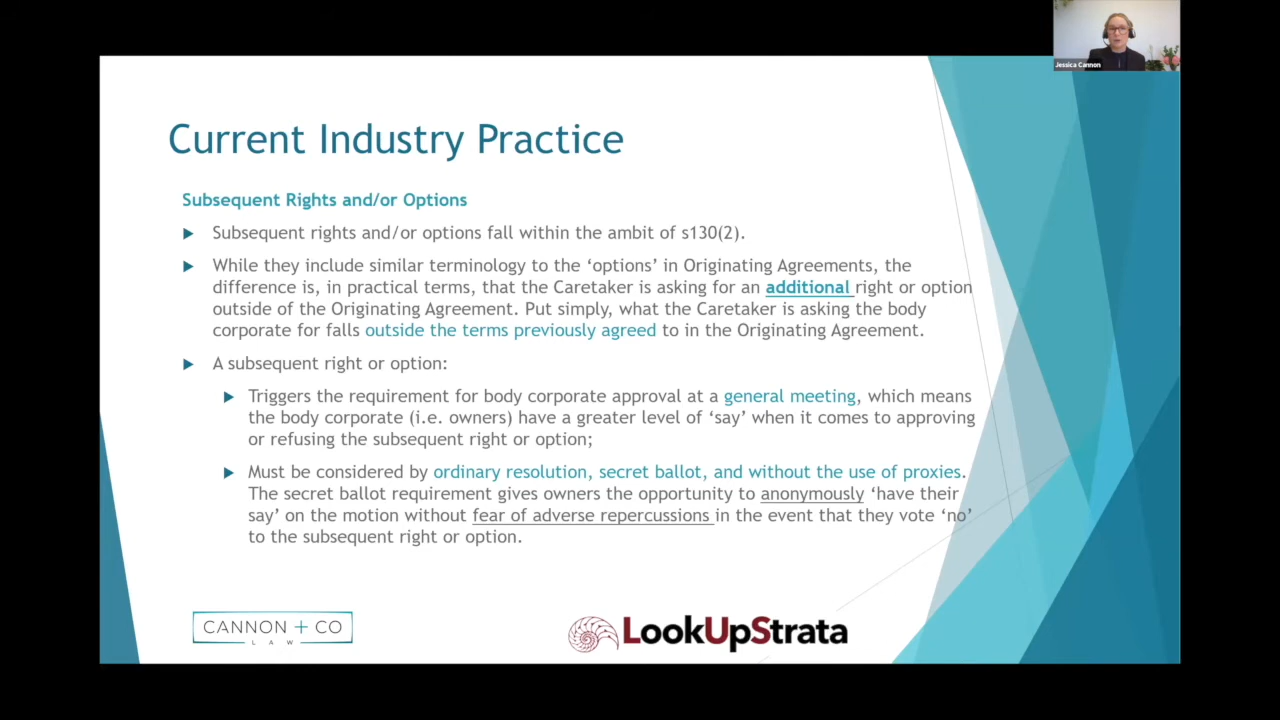 Jessica Cannon
Current Industry Practice
Subsequent Rights and/or Options
Subsequent rights and/or options fall within the ambit of s130(2).
While they include similar terminology to the ‘options’ in Originating Agreements, the
difference is, in practical terms, that the Caretaker is asking for an additional right or option
outside of the Originating Agreement. Put simply, what the Caretaker is asking the body
corporate for falls outside the terms previously agreed to in the Originating Agreement.
A subsequent right or option:
Triggers the requirement for body corporate approval at a general meeting, which means
the body corporate (i.e. owners) have a greater level of ‘say’ when it comes to approving
or refusing the subsequent right or option;
Must be considered by ordinary resolution, secret ballot, and without the use of proxies.
The secret ballot requirement gives owners the opportunity to anonymously ‘have their
say’ on the motion without fear of adverse repercussions in the event that they vote ‘no’
to the subsequent right or option.
CANNON + CO
LAW
LookUpStrata